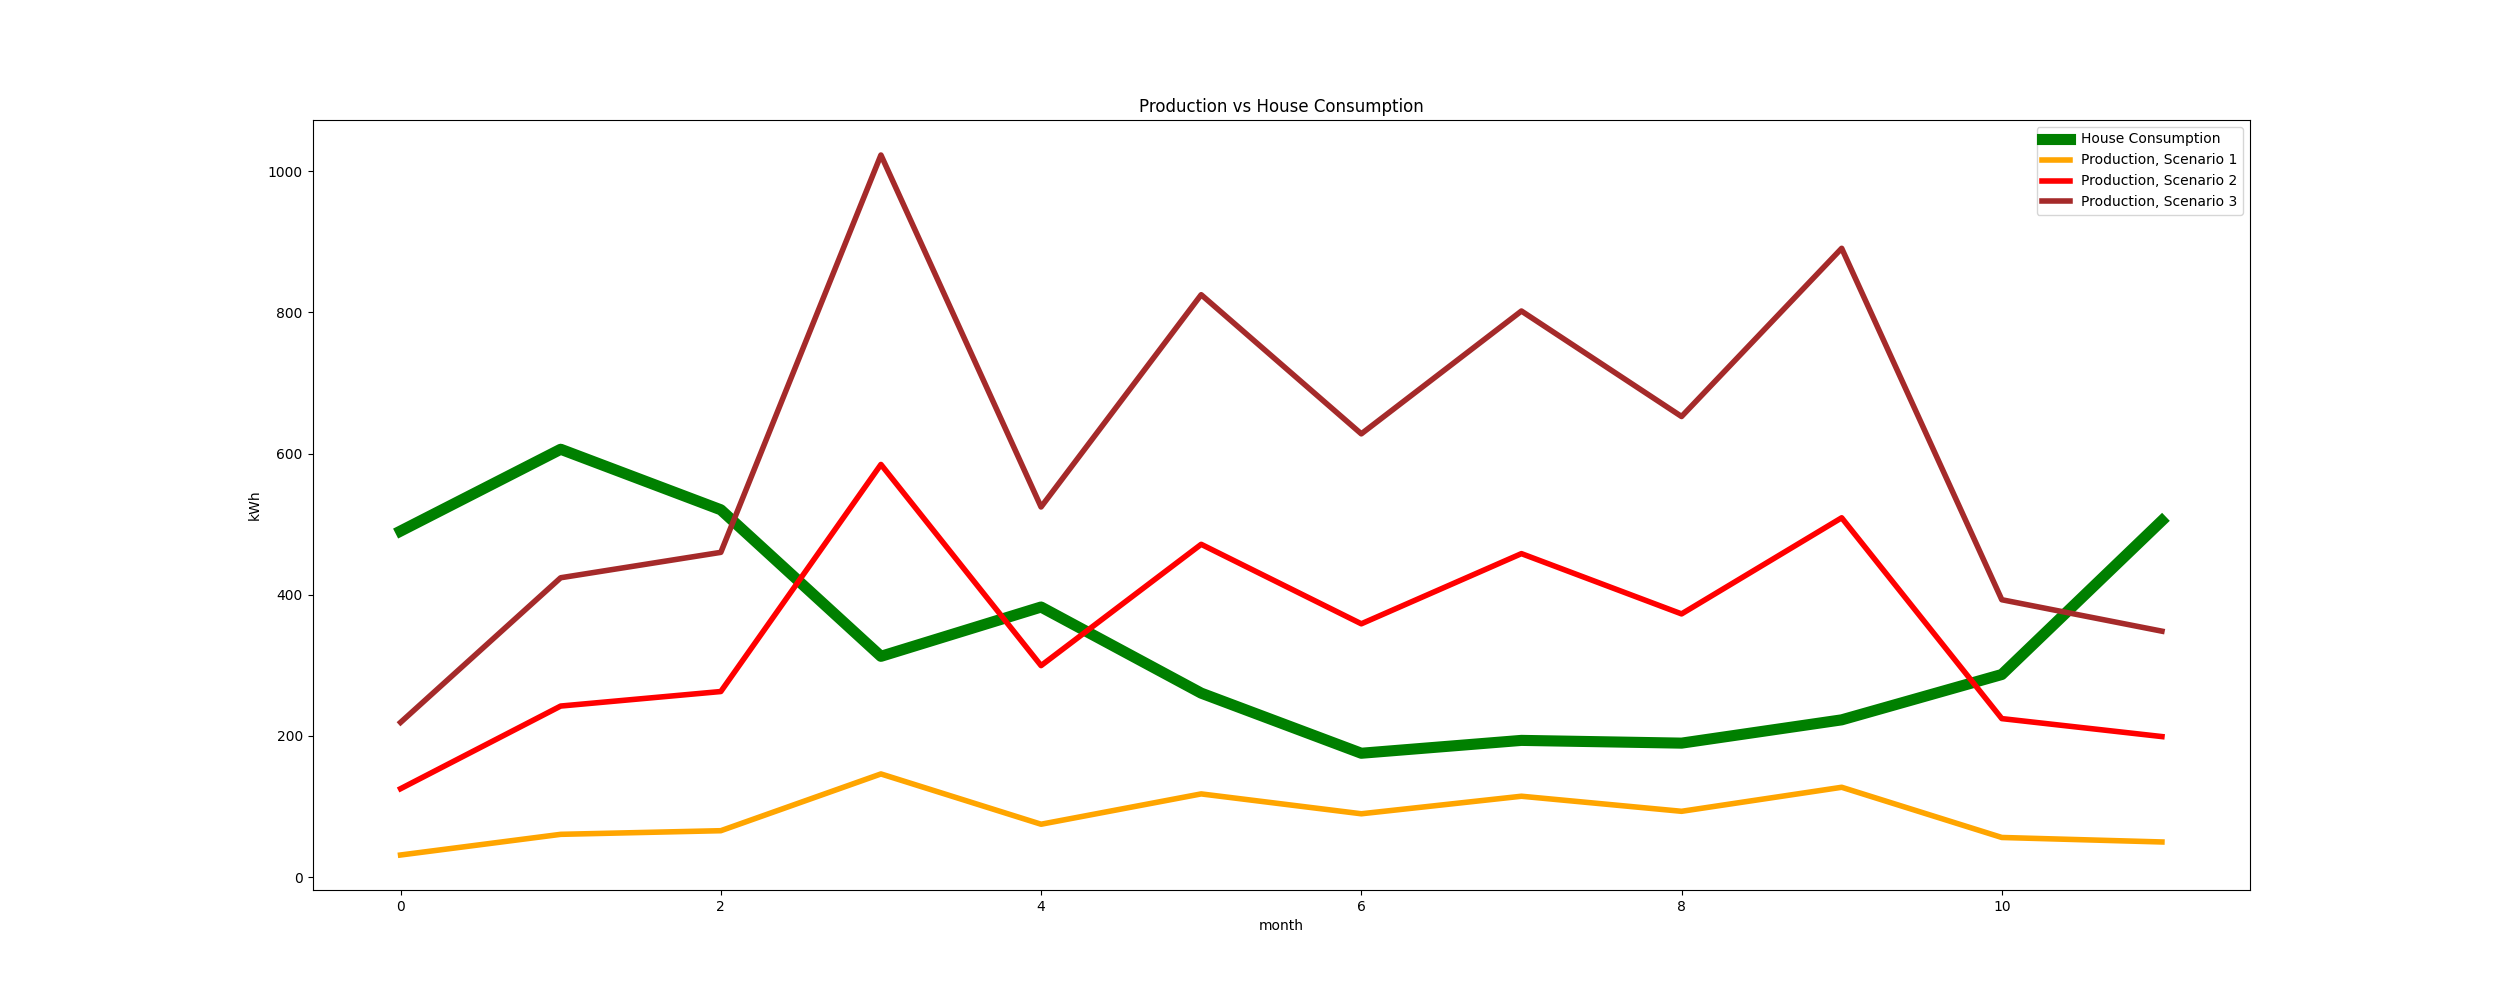 Production vs House Consumption
House Consumption
Production, Scenario 1
Production, Scenario 2
Production, Scenario 3
1000
800
600
400
200
0
kWh
0 2 4 6 8 10
month